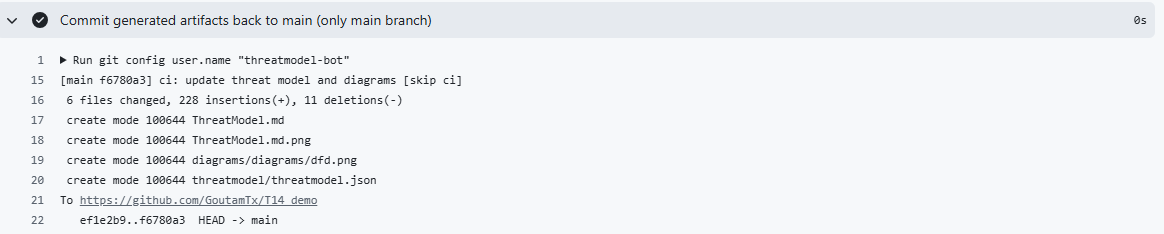 Commit generated artifacts back to main (only main branch) 0s
1 ▶ Run git config user.name "threatmodel-bot"
15 [main f6780a3] ci: update threat model and diagrams [skip ci]
16 6 files changed, 228 insertions(+), 11 deletions(-)
17 create mode 100644 ThreatModel.md
18 create mode 100644 ThreatModel.md.png
19 create mode 100644 diagrams/diagrams/dfd.png
20 create mode 100644 threatmodel/threatmodel.json
21 To https://github.com/GoutamTx/T14_demo
22 ef1e2b9..f6780a3 HEAD -> main